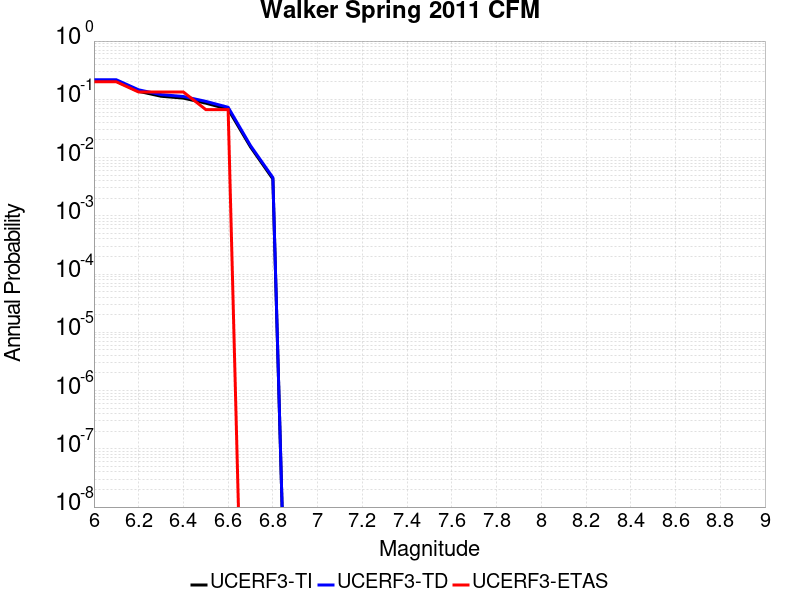 Walker Spring 2011 CFM
10^0
10^-1
10^-2
10^-3
10^-4
10^-5
10^-6
10^-7
10^-8
Annual Probability
6 6.2 6.4 6.6 6.8 7 7.2 7.4 7.6 7.8 8 8.2 8.4 8.6 8.8 9
Magnitude
UCERF3-TI UCERF3-TD UCERF3-ETAS